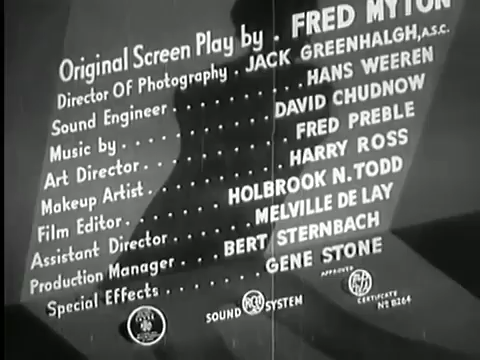 Original Screen Play by . FRED MYTON
Director Of Photography . JACK GREENHALGH, A.S.C.
Sound Engineer . . . . . . . . . HANS WEEREN
Music by . . . . . . . . . . DAVID CHUDNOW
Art Director . . . . . . . . . . FRED PREBLE
Makeup Artist . . . . . . . . . HARRY ROSS
Film Editor . . . . . . . HOLBROOK N. TODD
Assistant Director . . . . . . MELVILLE DE LAY
Production Manager . . . BERT STERNBACH
Special Effects . . . . . . . GENE STONE
SOUND RCA SYSTEM
APPROVED
CERTIFICATE
No 8264